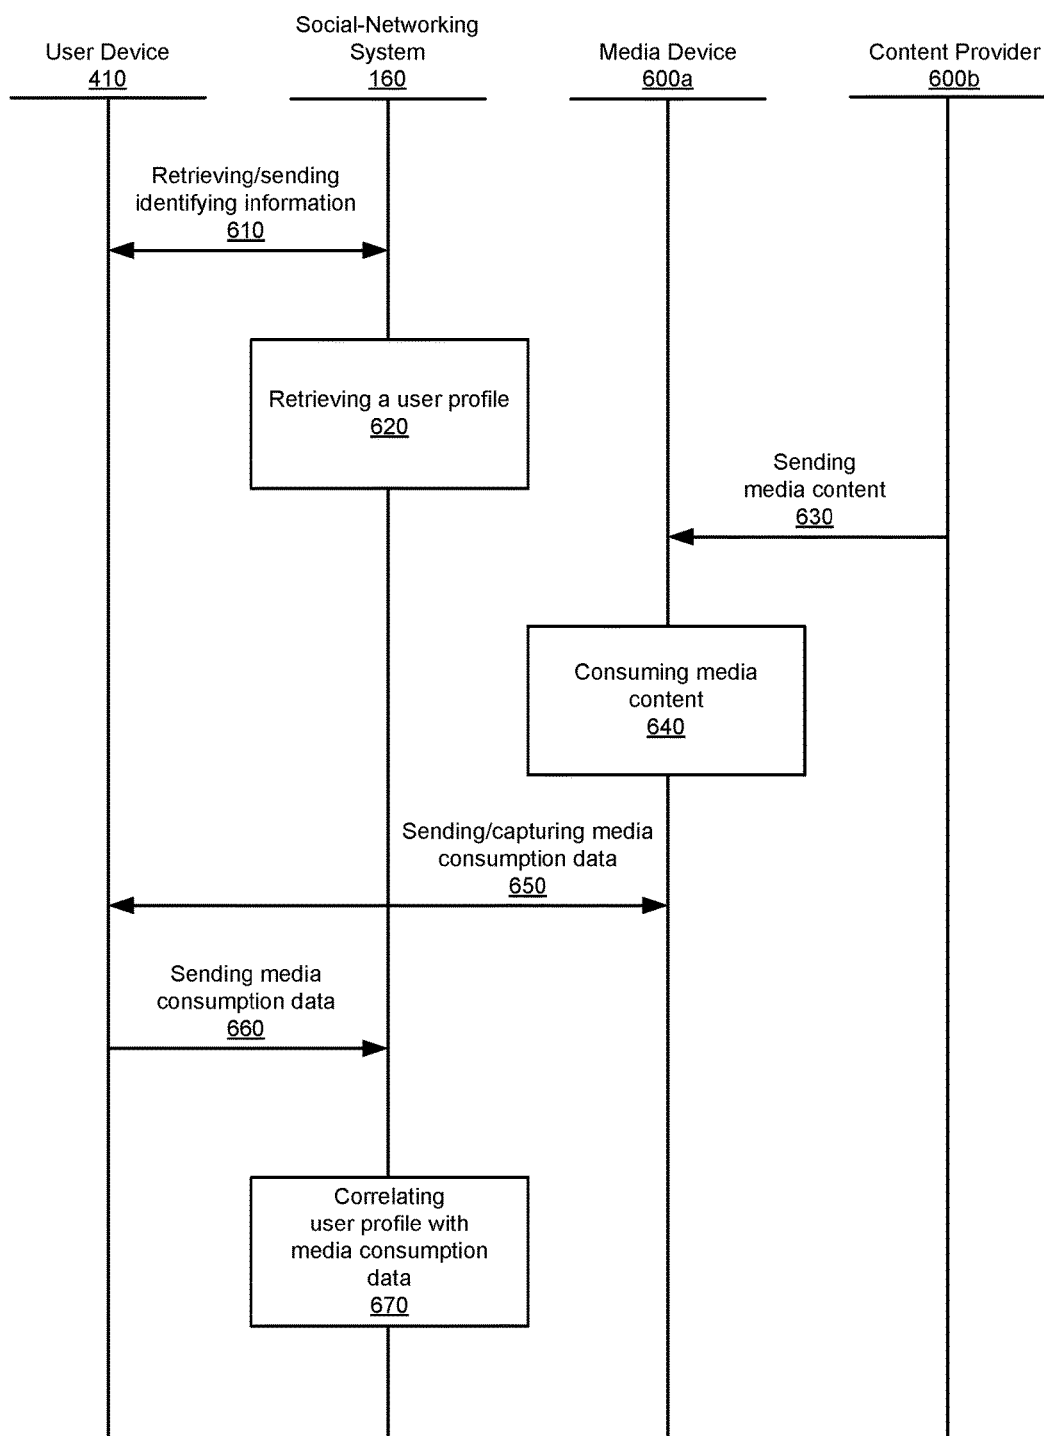 User Device
410
Social-Networking
System
160
Media Device
600a
Content Provider
600b
Retrieving/sending
identifying information
610
Retrieving a user profile
620
Sending
media content
630
Consuming media
content
640
Sending/capturing media
consumption data
650
Sending media
consumption data
660
Correlating
user profile with
media consumption
data
670